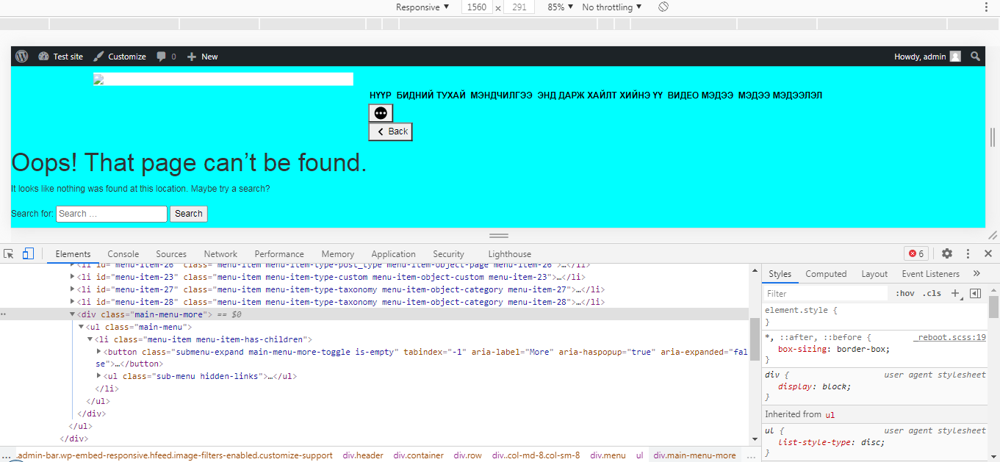 Responsive ▼ 1560 × 291 85% ▼ No throttling ▼
Test site Customize 0 New Howdy, admin
НҮҮР БИДНИЙ ТУХАЙ МЭНДЧИЛГЭЭ ЭНД ДАРЖ ХАЙЛТ ХИЙНЭ ҮҮ ВИДЕО МЭДЭЭ МЭДЭЭ МЭДЭЭЛЭЛ
Back
Oops! That page can’t be found.
It looks like nothing was found at this location. Maybe try a search?
Search for: Search … Search
Elements Console Sources Network Performance Memory Application Security Lighthouse 6
<li id="menu-item-26" class="menu-item menu-item-type-post_type menu-item-object-page menu-item-26">…</li>
<li id="menu-item-23" class="menu-item menu-item-type-custom menu-item-object-custom menu-item-23">…</li>
<li id="menu-item-27" class="menu-item menu-item-type-taxonomy menu-item-object-category menu-item-27">…</li>
<li id="menu-item-28" class="menu-item menu-item-type-taxonomy menu-item-object-category menu-item-28">…</li>
<div class="main-menu-more"> == $0
<ul class="main-menu">
<li class="menu-item menu-item-has-children">
<button class="submenu-expand main-menu-more-toggle is-empty" tabindex="-1" aria-label="More" aria-haspopup="true" aria-expanded="fal
se">…</button>
<ul class="sub-menu hidden-links">…</ul>
</li>
</ul>
</div>
</ul>
</div>
… .admin-bar.wp-embed-responsive.hfeed.image-filters-enabled.customize-support div.header div.container div.row div..col-md-8.col-sm-8 div.menu ul div.main-menu-more …
Styles Computed Layout Event Listeners »
Filter :hov .cls +
element.style {
}
*, ::after, ::before { _reboot.scss:19
box-sizing: border-box;
}
div { user agent stylesheet
display: block;
}
Inherited from ul
ul { user agent stylesheet
list-style-type: disc;
}